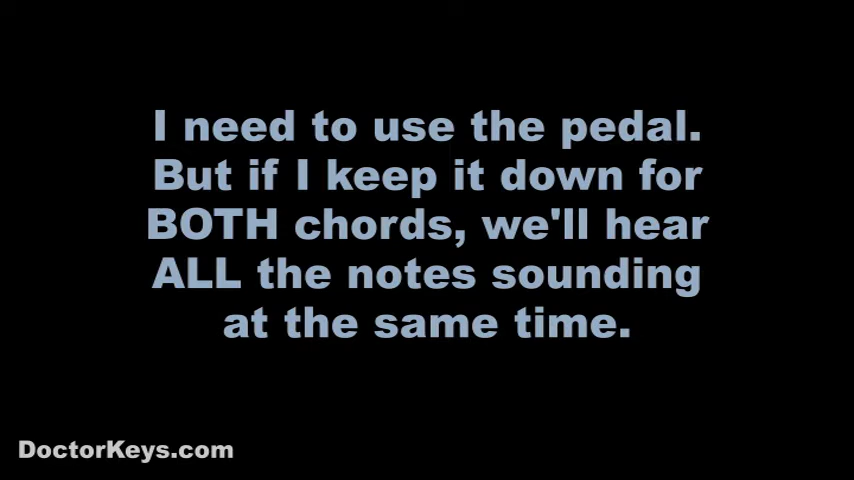 I need to use the pedal.
But if I keep it down for
BOTH chords, we'll hear
ALL the notes sounding
at the same time.
DoctorKeys.com